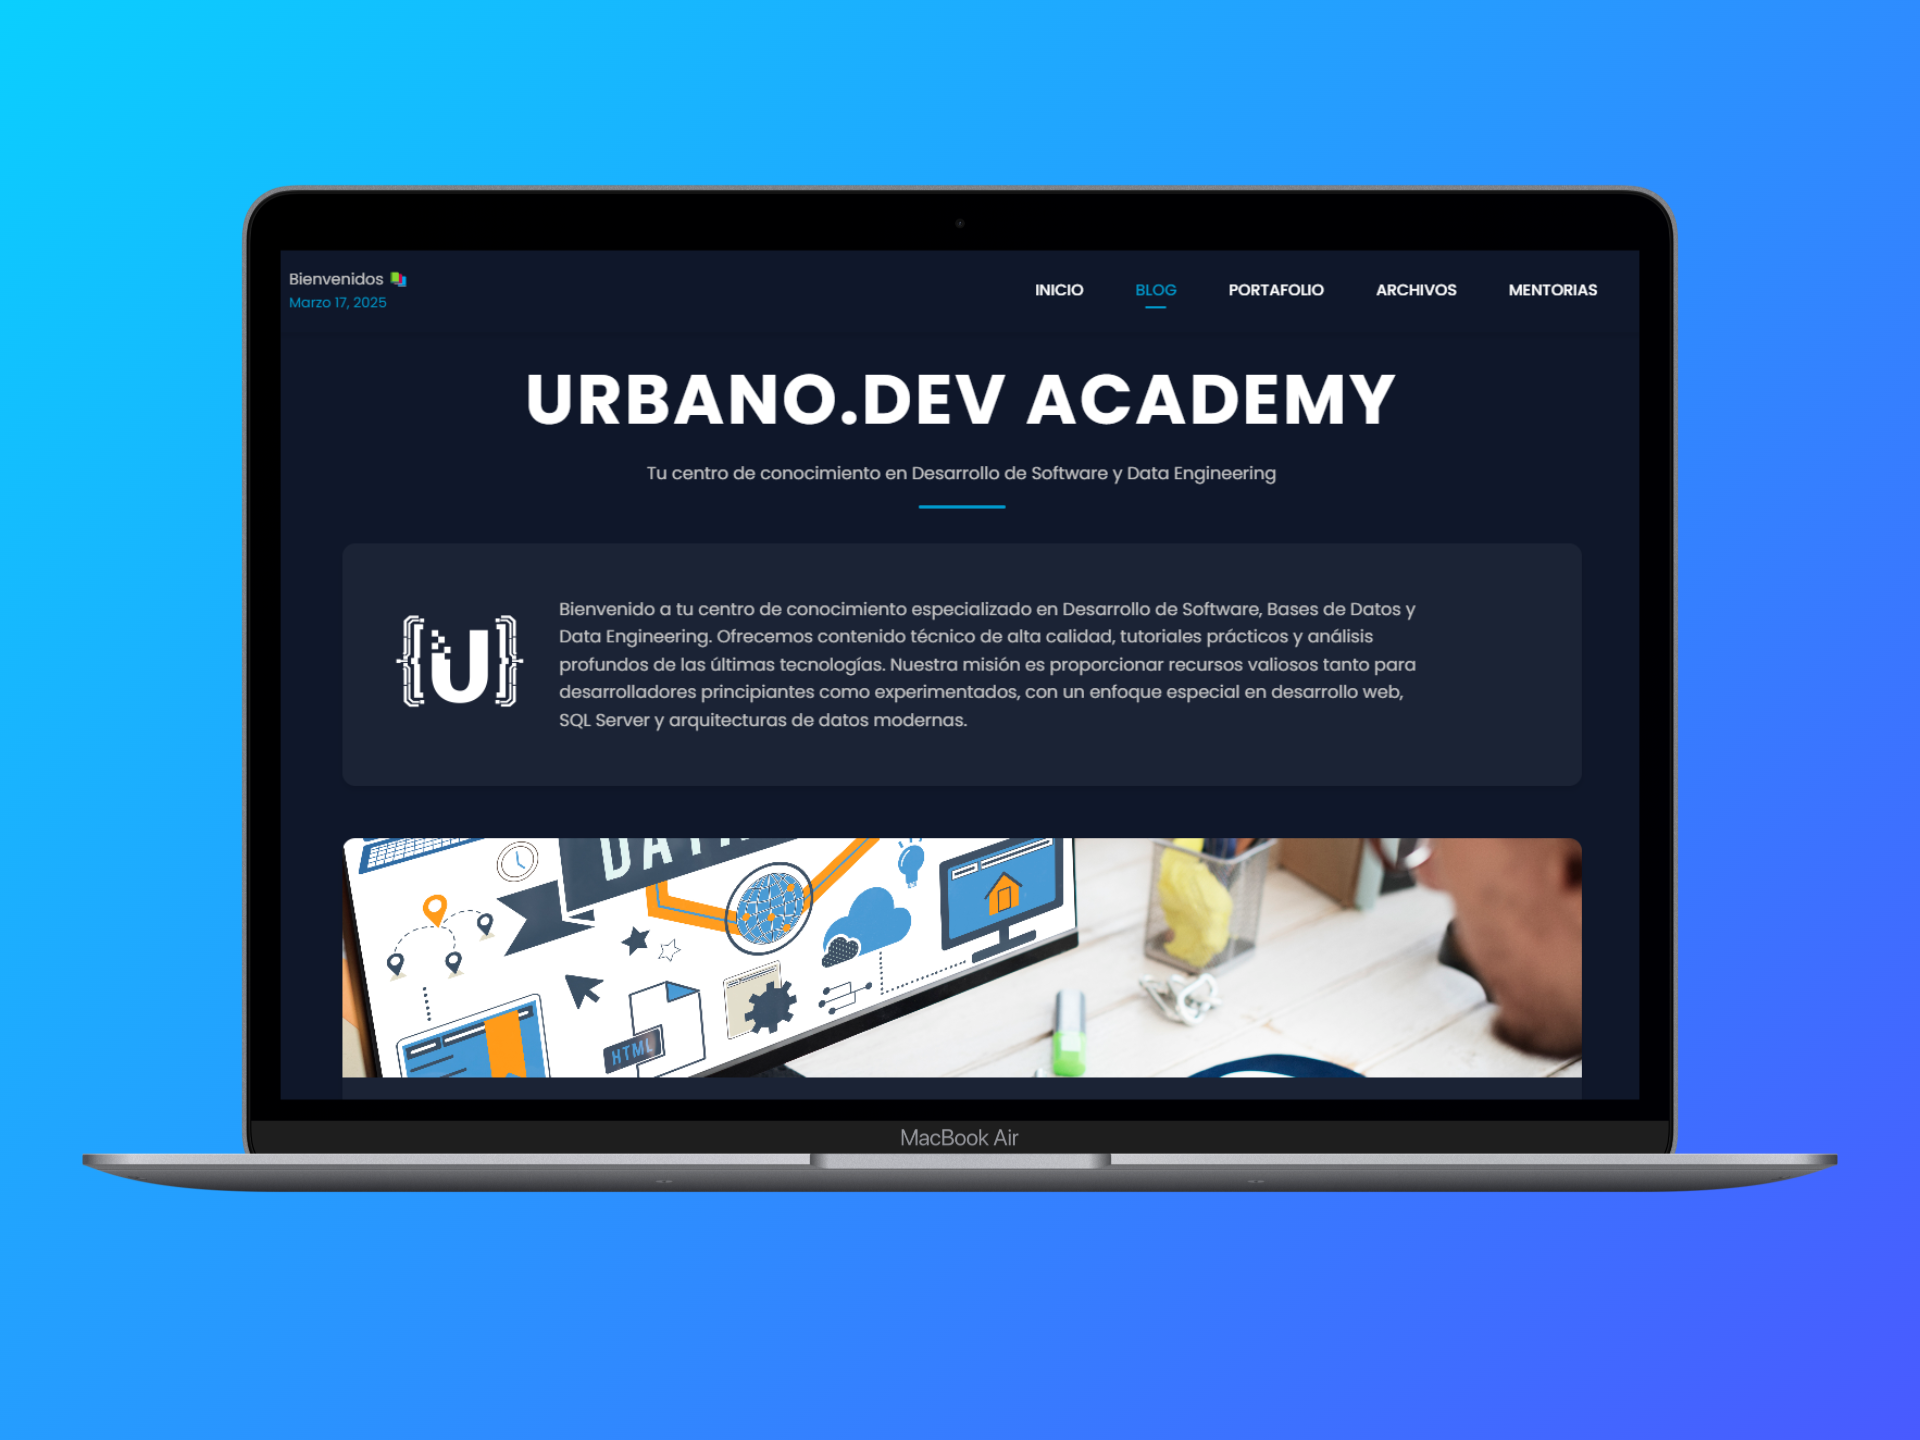 Bienvenidos
Marzo 17, 2025
INICIO
BLOG
PORTAFOLIO
ARCHIVOS
MENTORIAS
URBANO.DEV ACADEMY
Tu centro de conocimiento en Desarrollo de Software y Data Engineering
U
Bienvenido a tu centro de conocimiento especializado en Desarrollo de Software, Bases de Datos y
Data Engineering. Ofrecemos contenido técnico de alta calidad, tutoriales prácticos y análisis
profundos de las últimas tecnologías. Nuestra misión es proporcionar recursos valiosos tanto para
desarrolladores principiantes como experimentados, con un enfoque especial en desarrollo web,
SQL Server y arquitecturas de datos modernas.
HTML
MacBook Air